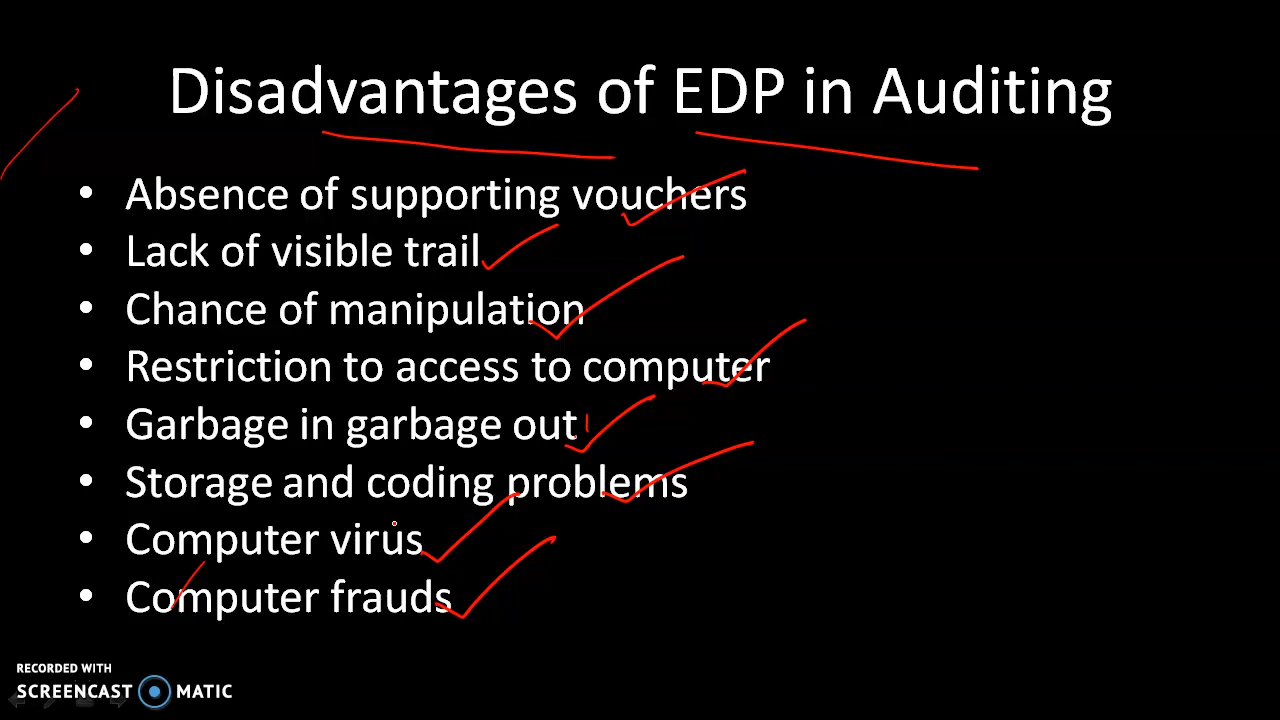 Disadvantages of EDP in Auditing
• Absence of supporting vouchers
• Lack of visible trail
• Chance of manipulation
• Restriction to access to computer
• Garbage in garbage out
• Storage and coding problems
• Computer virus
• Computer frauds
RECORDED WITH
SCREENCAST MATIC